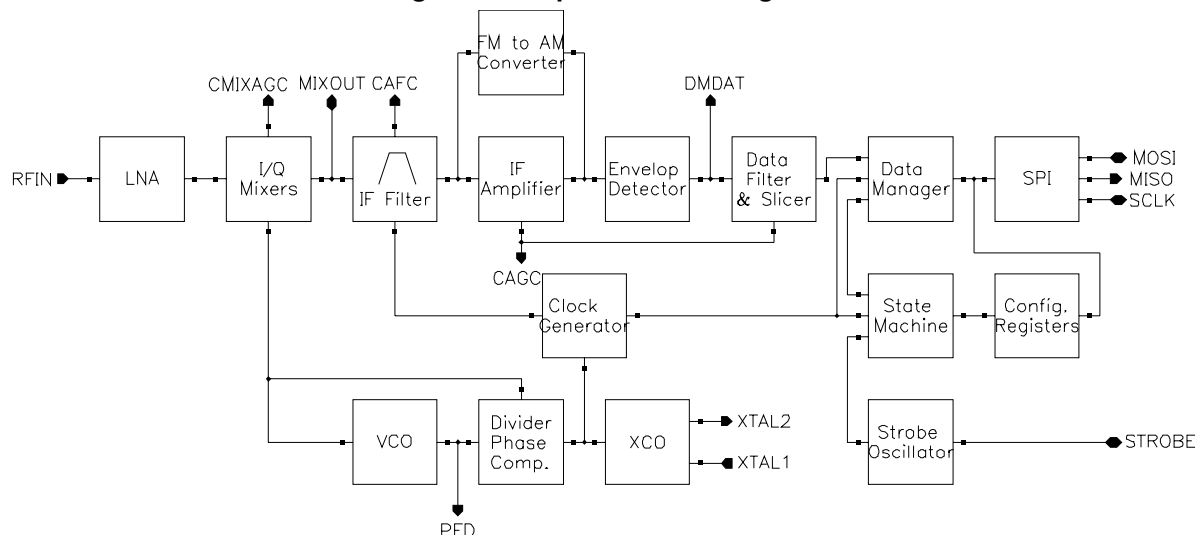 FM to AM
Converter
CMIXAGC
MIXOUT
CAFC
DMDAT
RFIN
LNA
I/Q
Mixers
IF Filter
IF
Amplifier
Envelop
Detector
Data
Filter
& Slicer
Data
Manager
SPI
MOSI
MISO
SCLK
CAGC
Clock
Generator
State
Machine
Config.
Registers
VCO
Divider
Phase
Comp.
XCO
XTAL2
XTAL1
Strobe
Oscillator
STROBE
PFD